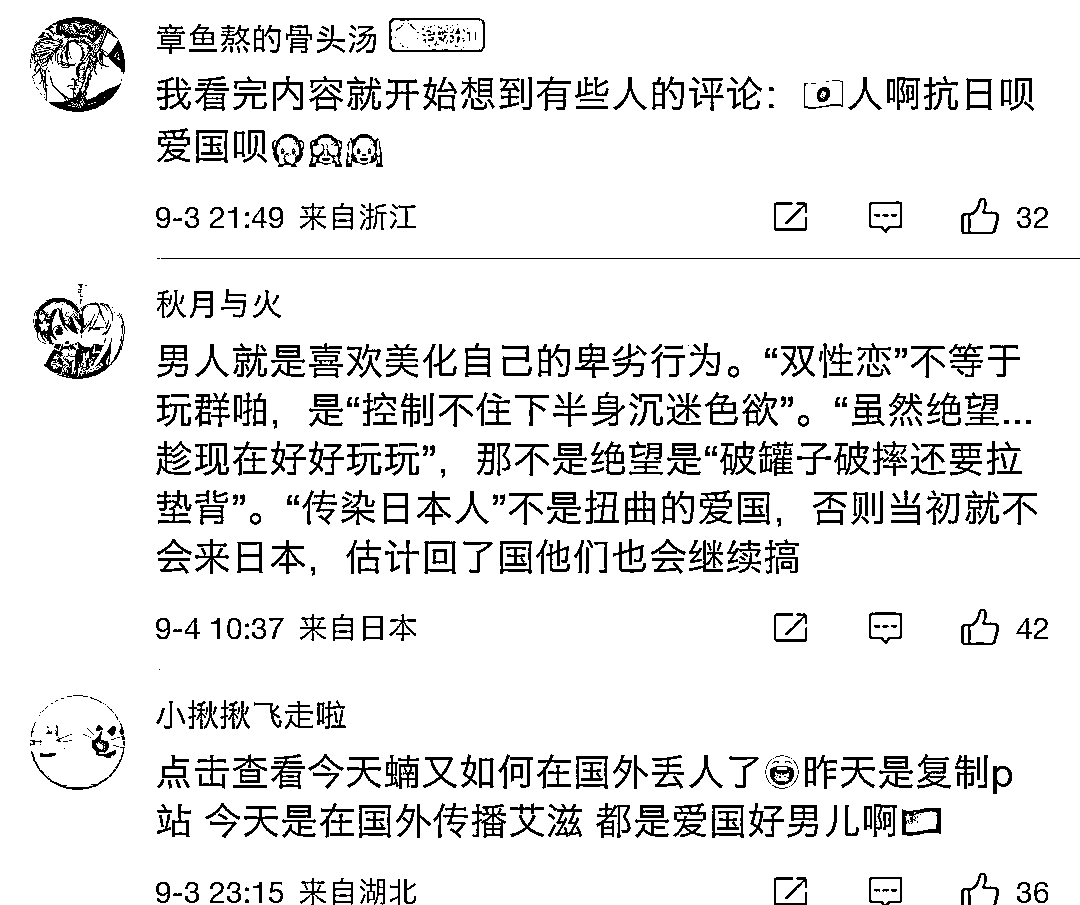 章鱼熬的骨头汤
我看完内容就开始想到有些人的评论：人啊抗日呗
爱国呗
9-3 21:49 来自浙江
32
秋月与火
男人就是喜欢美化自己的卑劣行为。“双性恋”不等于
玩群啪，是“控制不住下半身沉迷色欲”。“虽然绝望...
趁现在好好玩玩”，那不是绝望是“破罐子破摔还要拉
垫背”。“传染日本人”不是扭曲的爱国，否则当初就不
会来日本，估计回了国他们也会继续搞
9-4 10:37 来自日本
42
小揪揪飞走啦
点击查看今天蝻又如何在国外丢人了昨天是复制p
站 今天是在国外传播艾滋 都是爱国好男儿啊
9-3 23:15 来自湖北
36